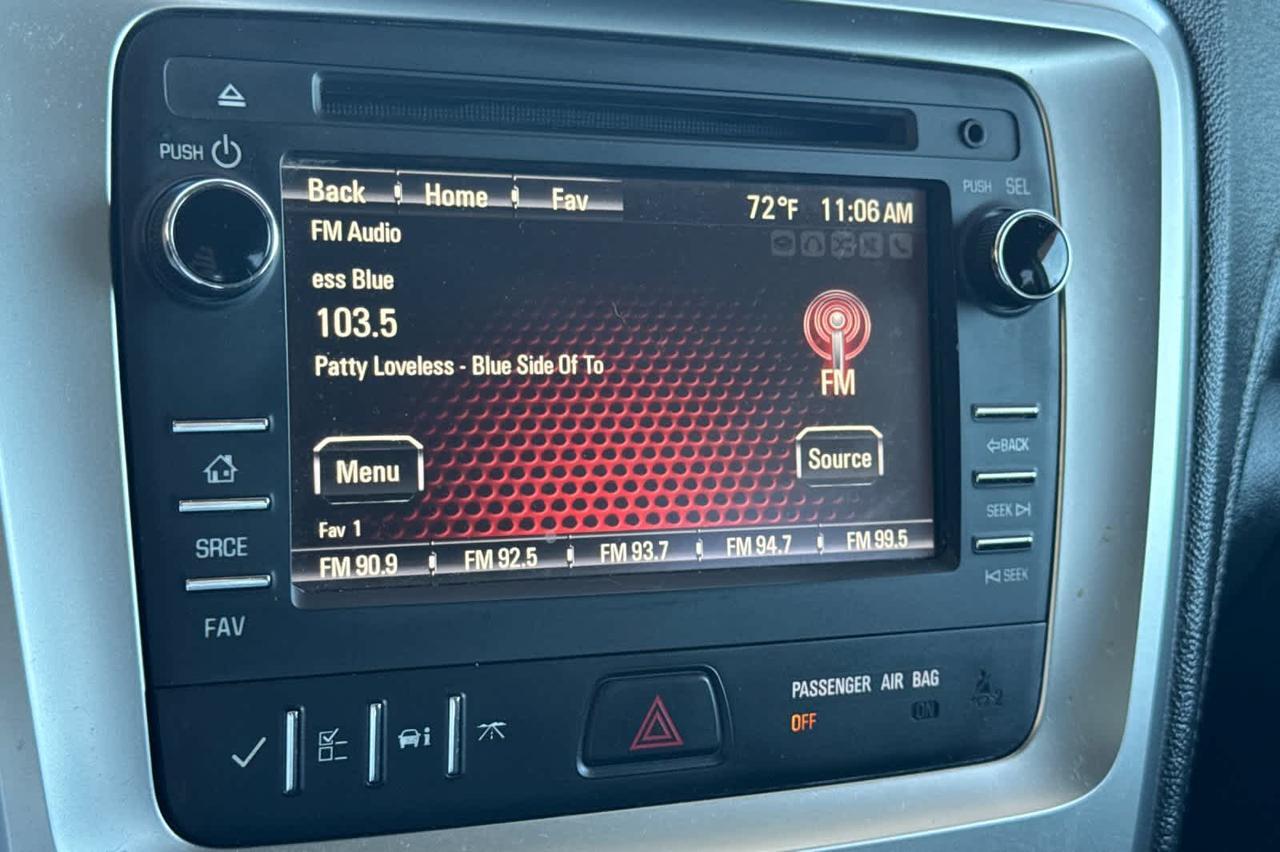 PUSH
PUSH SEL
Back Home Fav
72°F 11:06 AM
FM Audio
ess Blue
103.5
Patty Loveless - Blue Side Of To
FM
Menu
Source
Fav 1
FM 90.9 FM 92.5 FM 93.7 FM 94.7 FM 99.5
BACK
SEEK
SEEK
SRCE
FAV
PASSENGER AIR BAG
OFF ON